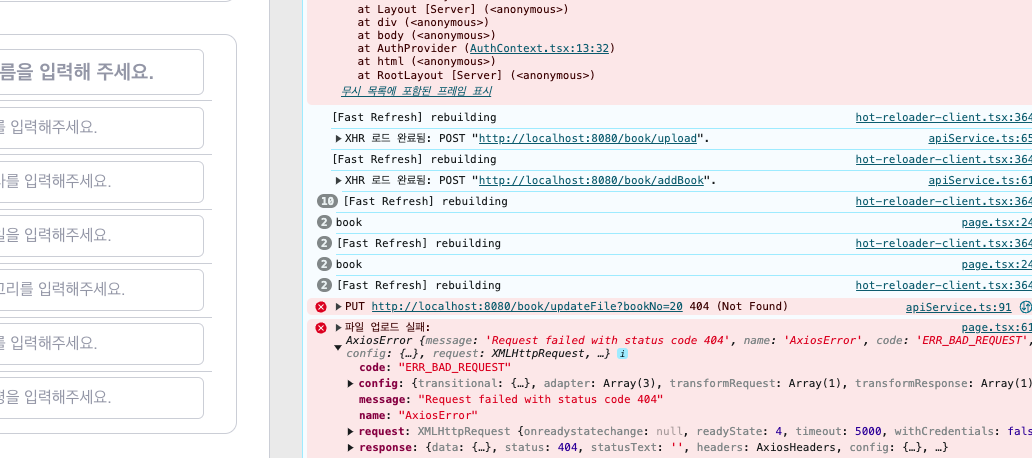 름을 입력해 주세요.
를 입력해주세요.
를 입력해주세요.
일을 입력해주세요.
고리를 입력해주세요.
를 입력해주세요.
명을 입력해주세요.
at Layout [Server] (<anonymous>)
at div (<anonymous>)
at body (<anonymous>)
at AuthProvider (AuthContext.tsx:13:32)
at html (<anonymous>)
at RootLayout [Server] (<anonymous>)
무시 목록에 포함된 프레임 표시
[Fast Refresh] rebuilding hot-reloader-client.tsx:364
▶XHR 로드 완료됨: POST "http://localhost:8080/book/upload". apiService.ts:65
[Fast Refresh] rebuilding hot-reloader-client.tsx:364
▶XHR 로드 완료됨: POST "http://localhost:8080/book/addBook". apiService.ts:61
10 [Fast Refresh] rebuilding hot-reloader-client.tsx:364
2 book page.tsx:24
2 [Fast Refresh] rebuilding hot-reloader-client.tsx:364
2 book page.tsx:24
2 [Fast Refresh] rebuilding hot-reloader-client.tsx:364
▶PUT http://localhost:8080/book/updateFile?bookNo=20 404 (Not Found) apiService.ts:91
▶파일 업로드 실패: page.tsx:61
AxiosError {message: 'Request failed with status code 404', name: 'AxiosError', code: 'ERR_BAD_REQUEST',
▼ config: {…}, request: XMLHttpRequest, …} i
code: "ERR_BAD_REQUEST"
▶ config: {transitional: {…}, adapter: Array(3), transformRequest: Array(1), transformResponse: Array(1)
message: "Request failed with status code 404"
name: "AxiosError"
▶ request: XMLHttpRequest {onreadystatechange: null, readyState: 4, timeout: 5000, withCredentials: fals
▶ response: {data: {…}, status: 404, statusText: '', headers: AxiosHeaders, config: {…}, …}